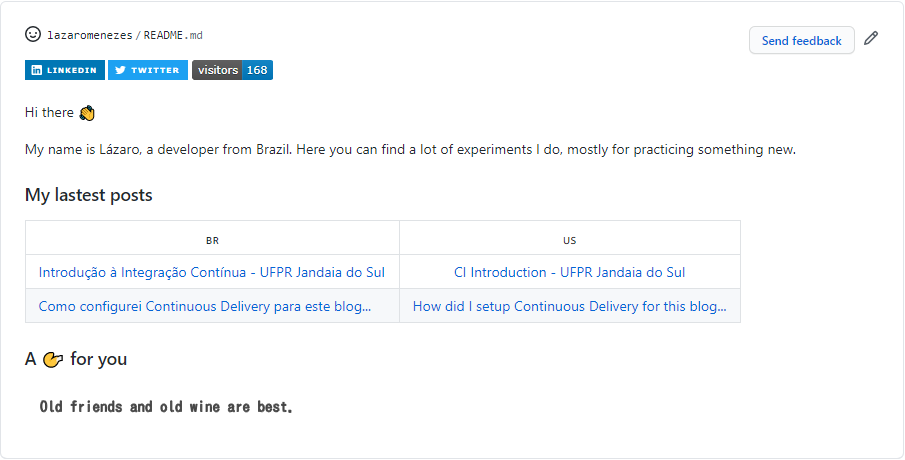 lazaromenezes / README.md
Send feedback
LINKEDIN TWITTER visitors 168
Hi there 👋
My name is Lázaro, a developer from Brazil. Here you can find a lot of experiments I do, mostly for practicing something new.
My lastest posts
BR US
Introdução à Integração Contínua - UFPR Jandaia do Sul CI Introduction - UFPR Jandaia do Sul
Como configurei Continuous Delivery para este blog... How did I setup Continuous Delivery for this blog...
A 👉 for you
Old friends and old wine are best.